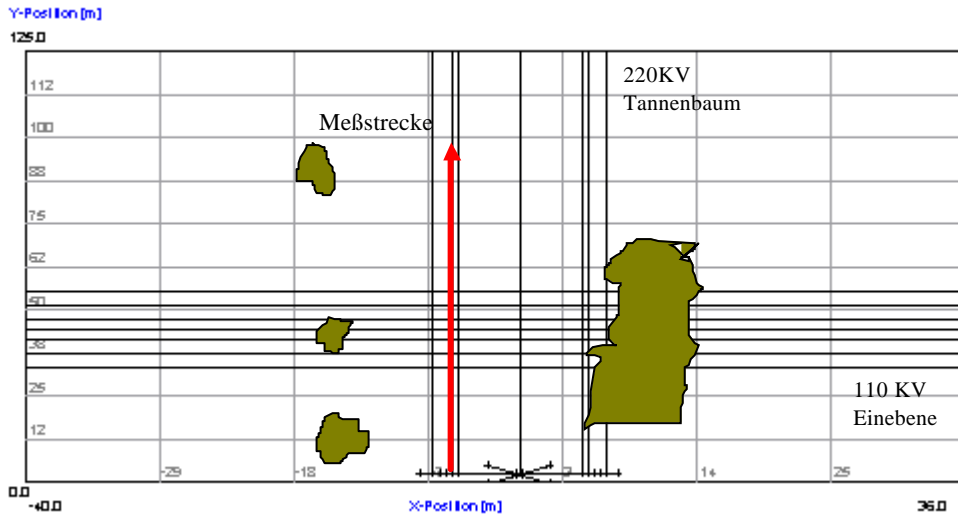 Y-Position [m]
125.0
220KV
Tannenbaum
112
Meßstrecke
100
88
75
62
50
38
25
110 KV
Einebene
12
-29
-18
14
25
0.0
-40.0
X-Position [m]
36.0